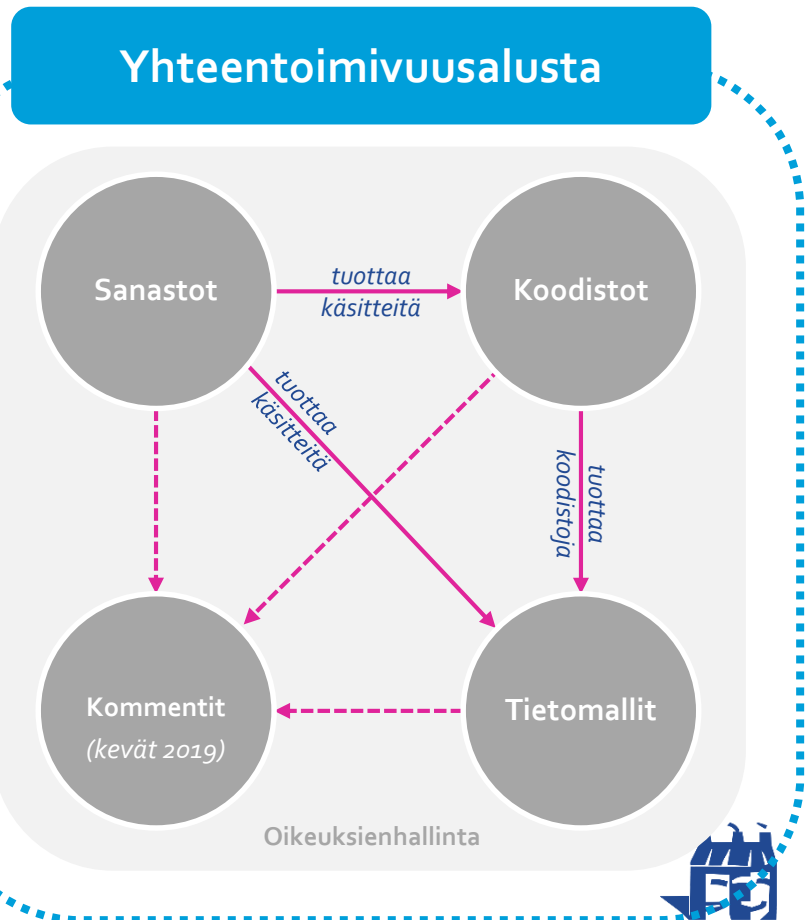 Yhteentoimivuusalusta
Sanastot
tuottaa
käsitteitä
Koodistot
tuottaa
käsitteitä
tuottaa
koodistoja
Kommentit
(kevät 2019)
Tietomallit
Oikeuksienhallinta